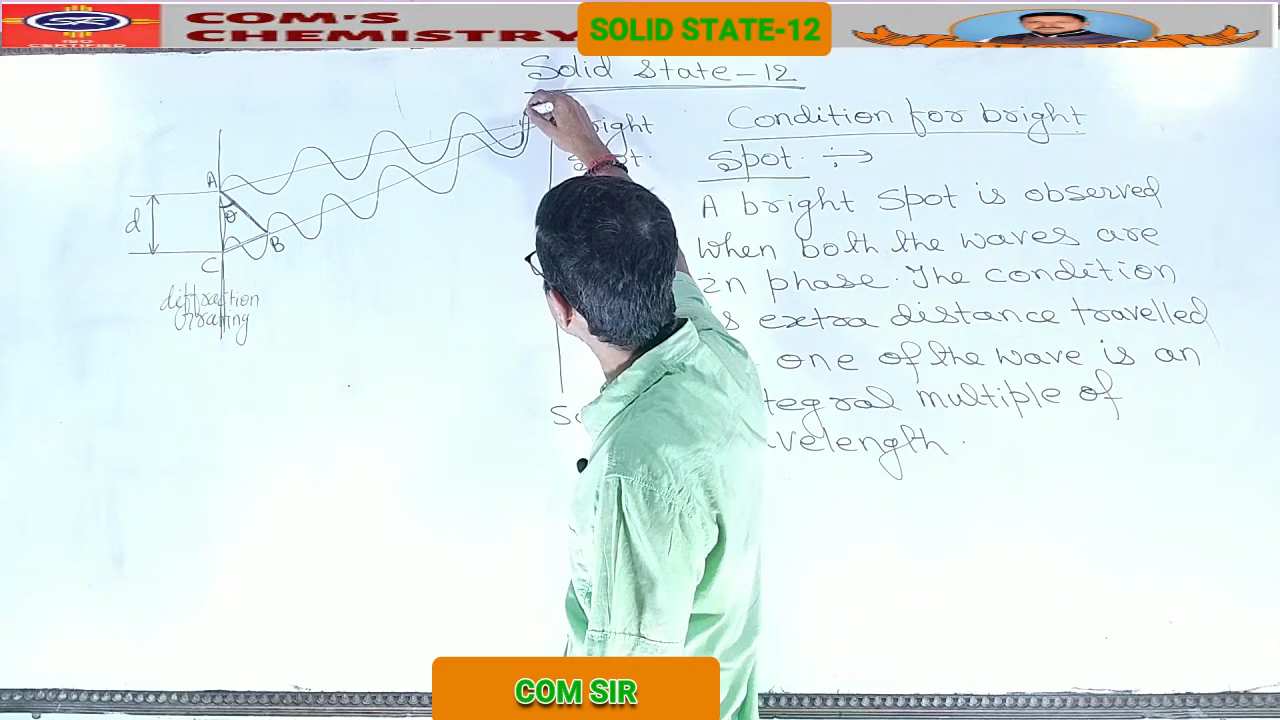 COM'S
CHEMISTRY
ISO
CERTIFIED
SOLID STATE-12
Solid State-12
Condition for bright
Spot. :→
A bright Spot is observed
When both the waves are
in phase. The condition
extra distance travelled
one of the wave is an
multiple of
A
d
θ
B
C
diffraction
Grating
COM SIR